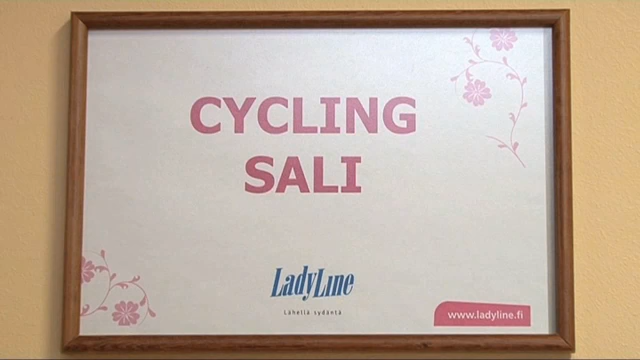 CYCLING
SALI
LadyLine
Lähellä sydäntä
www.ladyline.fi